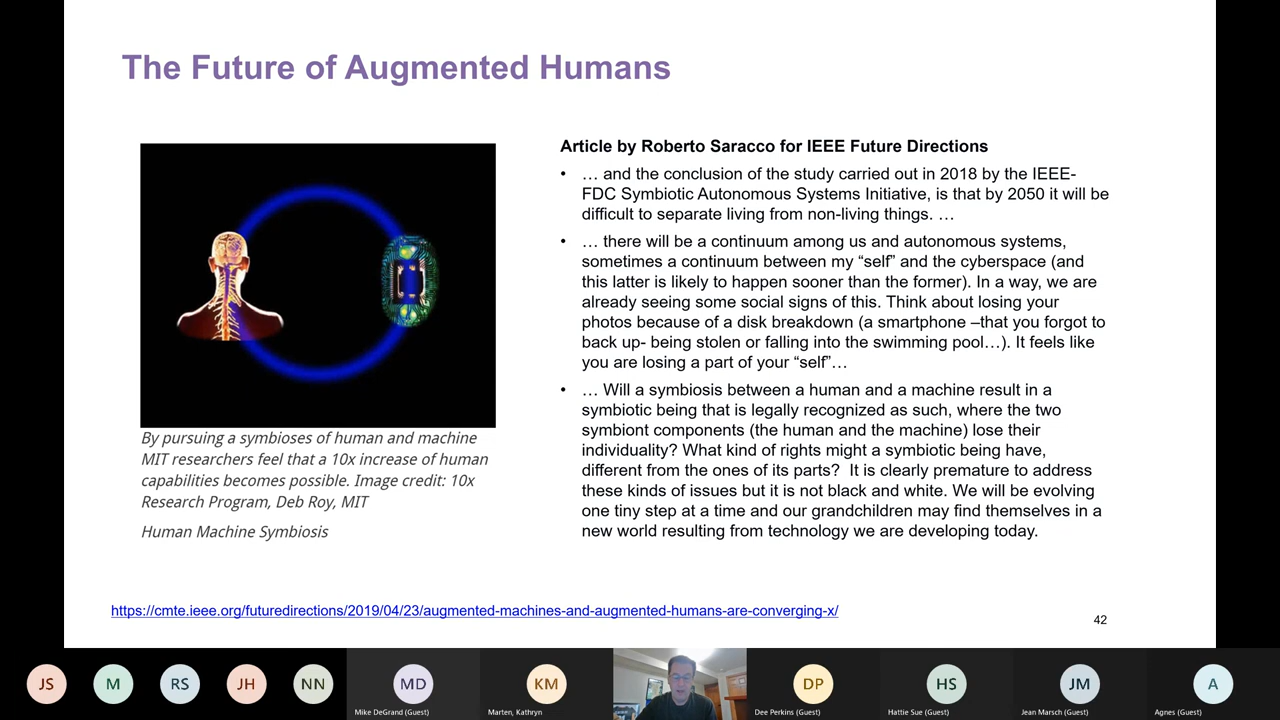 The Future of Augmented Humans
By pursuing a symbioses of human and machine
MIT researchers feel that a 10x increase of human
capabilities becomes possible. Image credit: 10x
Research Program, Deb Roy, MIT
Human Machine Symbiosis
Article by Roberto Saracco for IEEE Future Directions
• … and the conclusion of the study carried out in 2018 by the IEEE-
FDC Symbiotic Autonomous Systems Initiative, is that by 2050 it will be
difficult to separate living from non-living things. …
• … there will be a continuum among us and autonomous systems,
sometimes a continuum between my “self” and the cyberspace (and
this latter is likely to happen sooner than the former). In a way, we are
already seeing some social signs of this. Think about losing your
photos because of a disk breakdown (a smartphone –that you forgot to
back up- being stolen or falling into the swimming pool…). It feels like
you are losing a part of your “self”…
• … Will a symbiosis between a human and a machine result in a
symbiotic being that is legally recognized as such, where the two
symbiont components (the human and the machine) lose their
individuality? What kind of rights might a symbiotic being have,
different from the ones of its parts?  It is clearly premature to address
these kinds of issues but it is not black and white. We will be evolving
one tiny step at a time and our grandchildren may find themselves in a
new world resulting from technology we are developing today.
https://cmte.ieee.org/futuredirections/2019/04/23/augmented-machines-and-augmented-humans-are-converging-x/
42
JS
M
RS
JH
NN
MD
KM
DP
HS
JM
A
Mike DeGrand (Guest)
Marten, Kathryn
Dee Perkins (Guest)
Hattie Sue (Guest)
Jean Marsch (Guest)
Agnes (Guest)